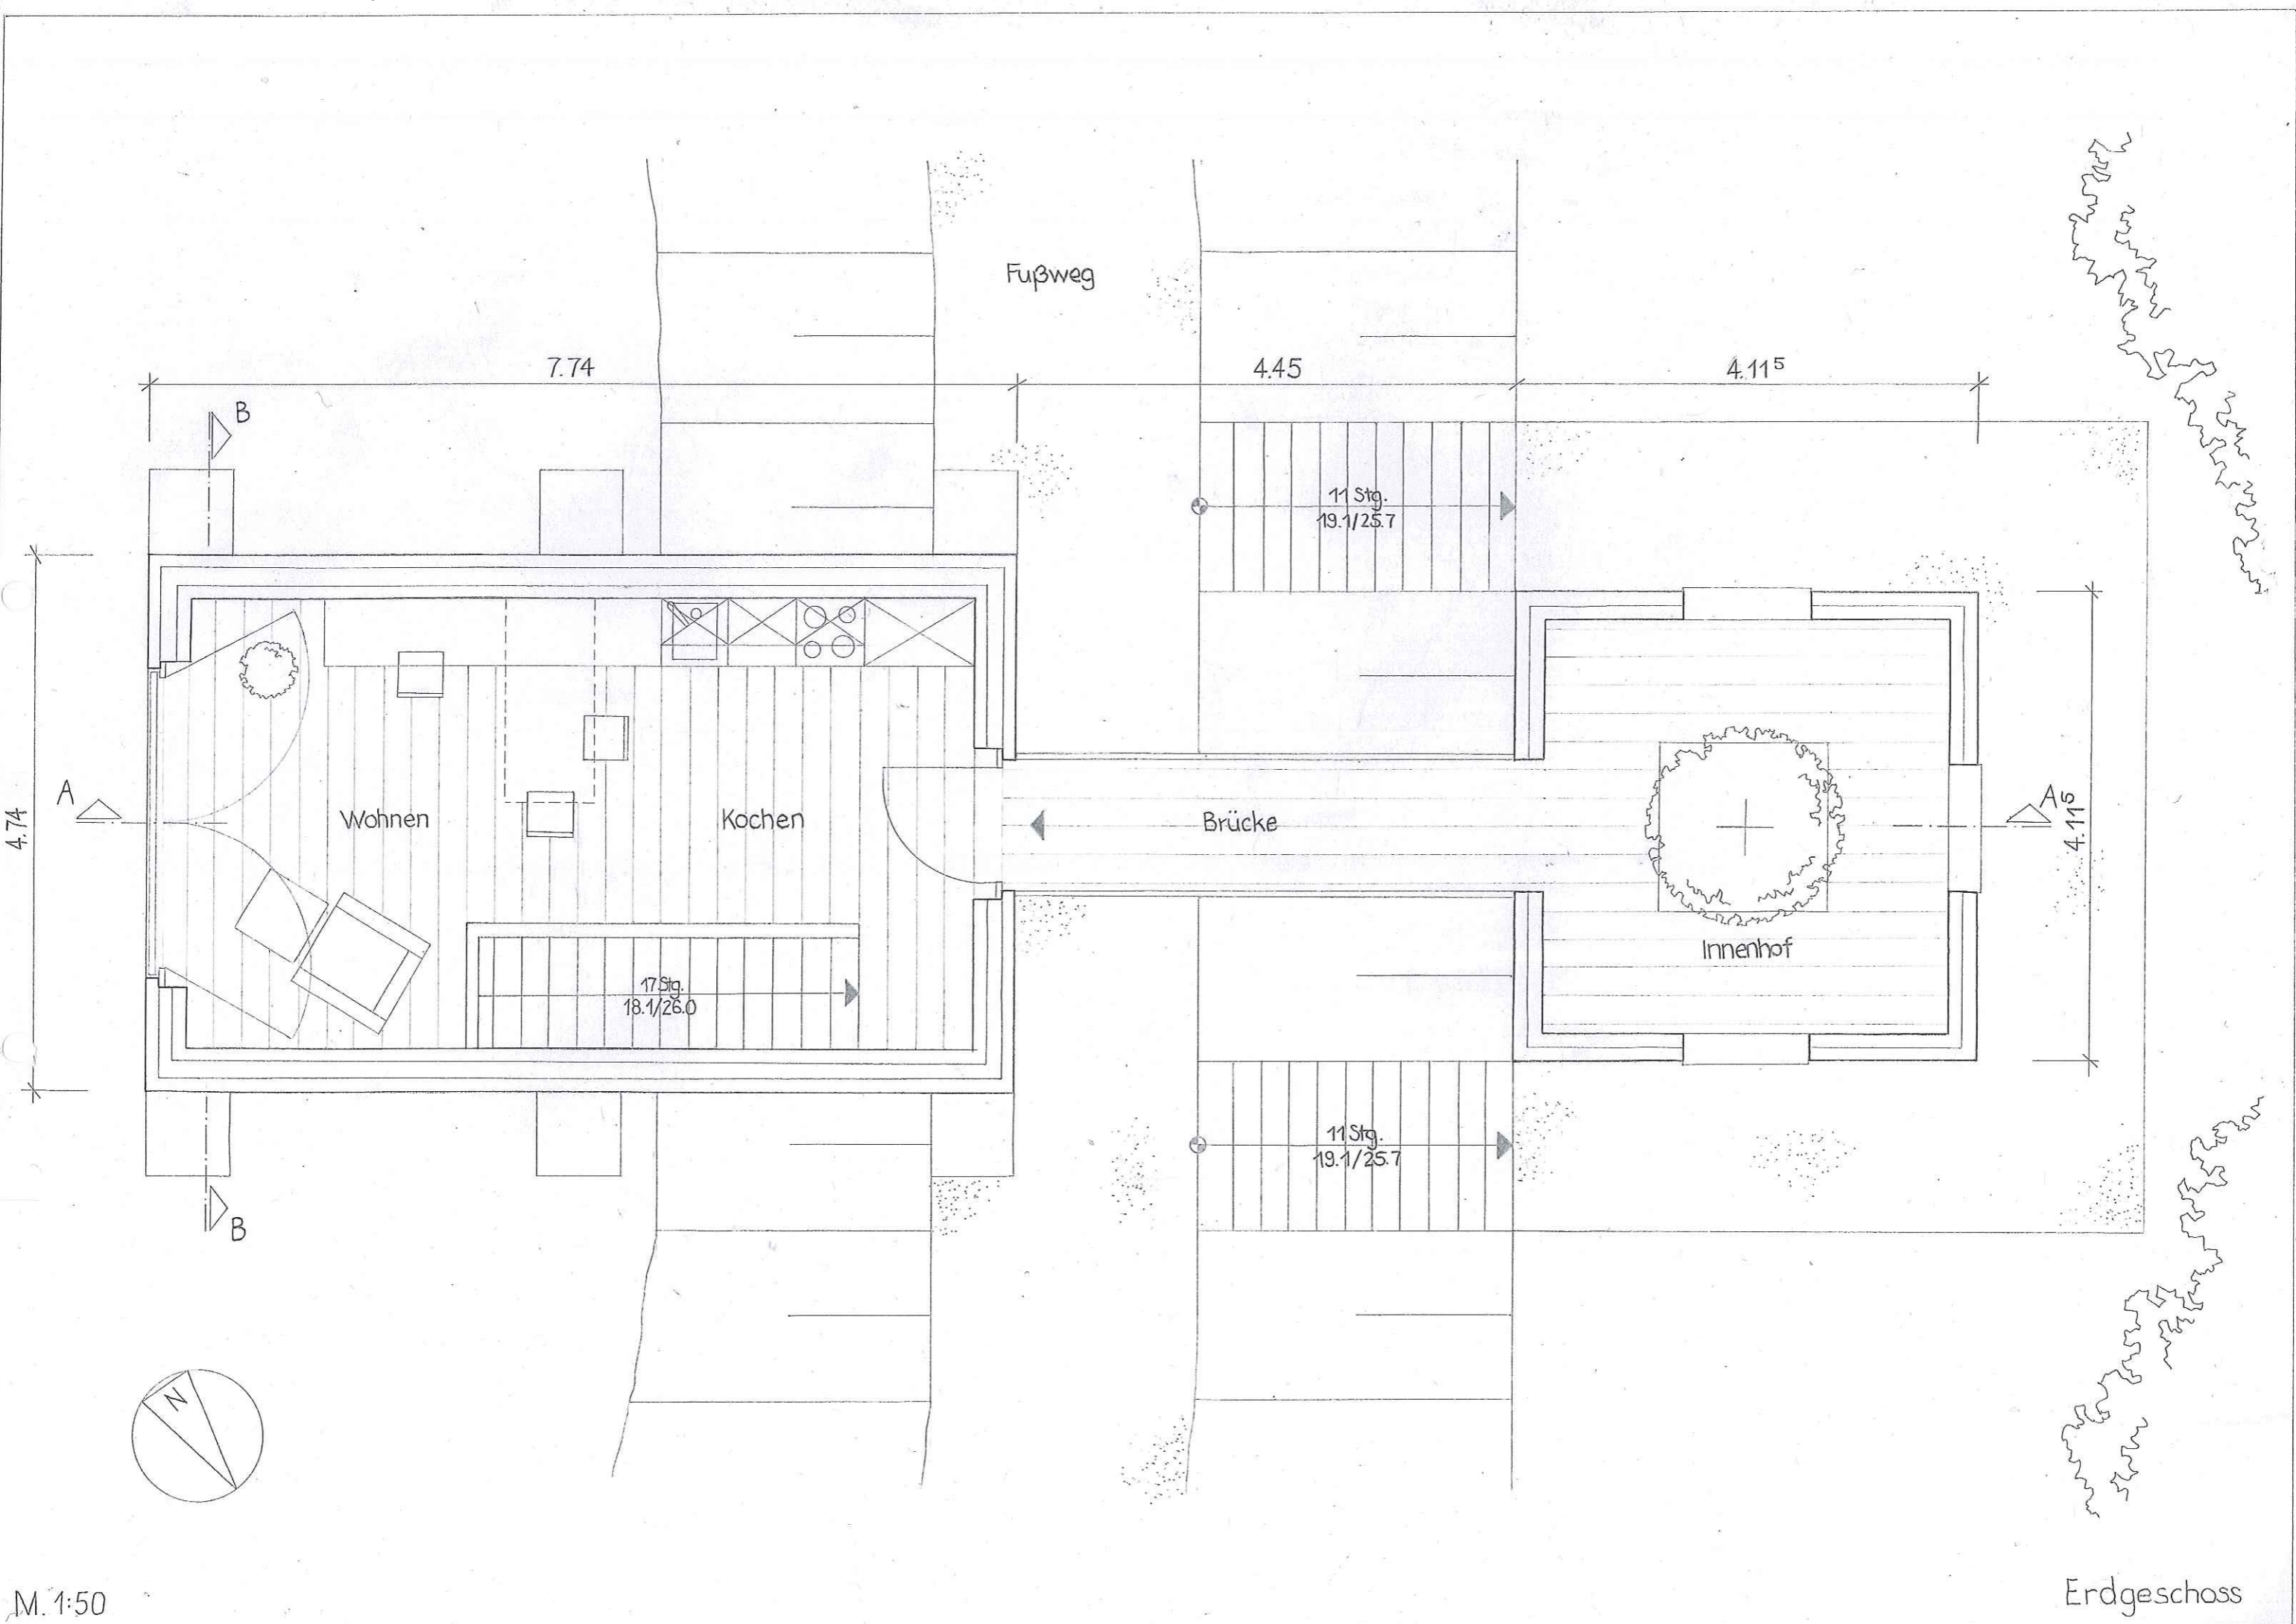 Fußweg
7.74
4.45
4.11⁵
B
11 Stg.
19.1/25.7
A
4.74
Wohnen
Kochen
Brücke
A
4.11⁵
Innenhof
17 Stg.
18.1/26.0
11 Stg.
19.1/25.7
B
N
M. 1:50
Erdgeschoss